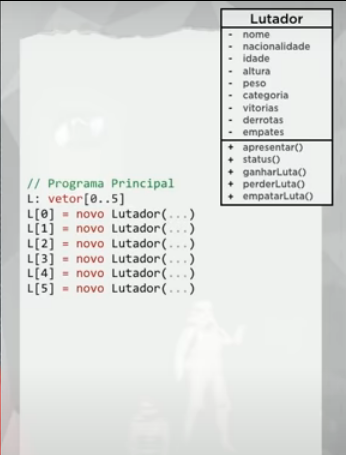 Lutador
- nome
- nacionalidade
- idade
- altura
- peso
- categoria
- vitorias
- derrotas
- empates
+ apresentar()
+ status()
+ ganharLuta()
+ perderLuta()
+ empatarLuta()
// Programa Principal
L: vetor[0..5]
L[0] = novo Lutador(...)
L[1] = novo Lutador(...)
L[2] = novo Lutador(...)
L[3] = novo Lutador(...)
L[4] = novo Lutador(...)
L[5] = novo Lutador(...)